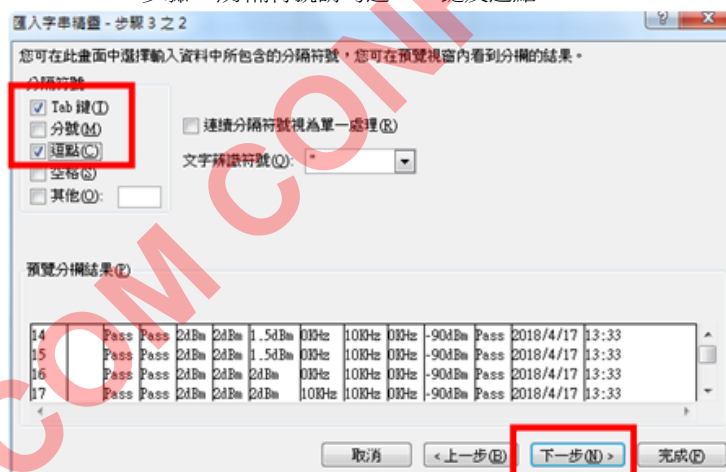 匯入字串精靈 - 步驟 3 之 2
您可在此畫面中選擇輸入資料中所包含的分隔符號，您可在預覽視窗內看到分欄的結果。
分隔符號
Tab 鍵(T)
分號(M)
逗點(C)
空格(S)
其他(O):
連續分隔符號視為單一處理(R)
文字辨識符號(Q): "
預覽分欄結果(P)
14 Pass Pass 2dBm 2dBm 1.5dBm 0KHz 10KHz 0KHz -90dBm Pass 2018/4/17 13:33
15 Pass Pass 2dBm 2dBm 1.5dBm 0KHz 10KHz 0KHz -90dBm Pass 2018/4/17 13:33
16 Pass Pass 2dBm 2dBm 2dBm 0KHz 10KHz 0KHz -90dBm Pass 2018/4/17 13:33
17 Pass Pass 2dBm 2dBm 2dBm 10KHz 10KHz 0KHz -90dBm Pass 2018/4/17 13:33
取消 <上一步(B) 下一步(N)> 完成(F)
COM CONF